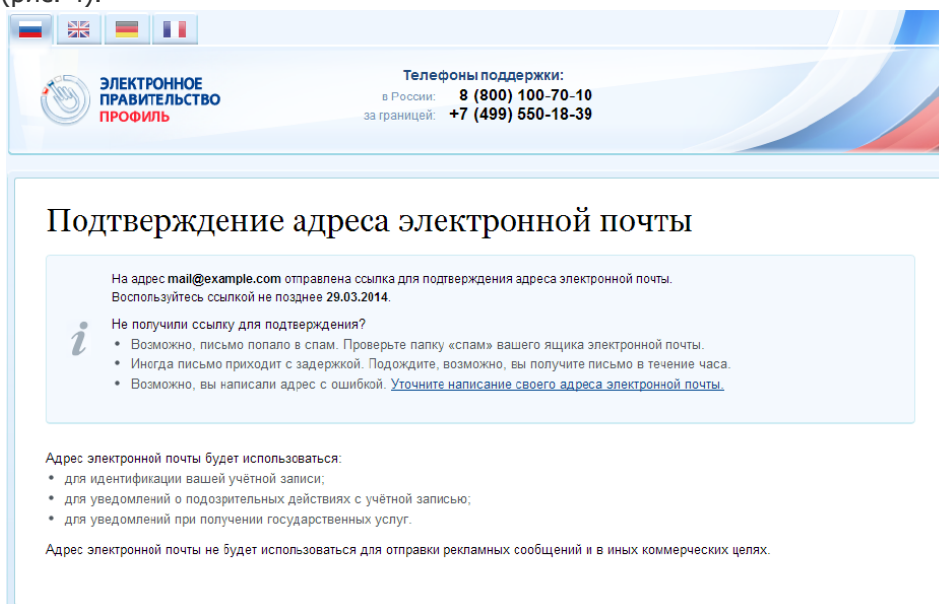 (рис. 4).
ЭЛЕКТРОННОЕ
ПРАВИТЕЛЬСТВО
ПРОФИЛЬ
Телефоны поддержки:
в России: 8 (800) 100-70-10
за границей: +7 (499) 550-18-39
Подтверждение адреса электронной почты
На адрес mail@example.com отправлена ссылка для подтверждения адреса электронной почты.
Воспользуйтесь ссылкой не позднее 29.03.2014.
Не получили ссылку для подтверждения?
• Возможно, письмо попало в спам. Проверьте папку «спам» вашего ящика электронной почты.
• Иногда письмо приходит с задержкой. Подождите, возможно, вы получите письмо в течение часа.
• Возможно, вы написали адрес с ошибкой. Уточните написание своего адреса электронной почты.
Адрес электронной почты будет использоваться:
• для идентификации вашей учётной записи;
• для уведомлений о подозрительных действиях с учётной записью;
• для уведомлений при получении государственных услуг.
Адрес электронной почты не будет использоваться для отправки рекламных сообщений и в иных коммерческих целях.